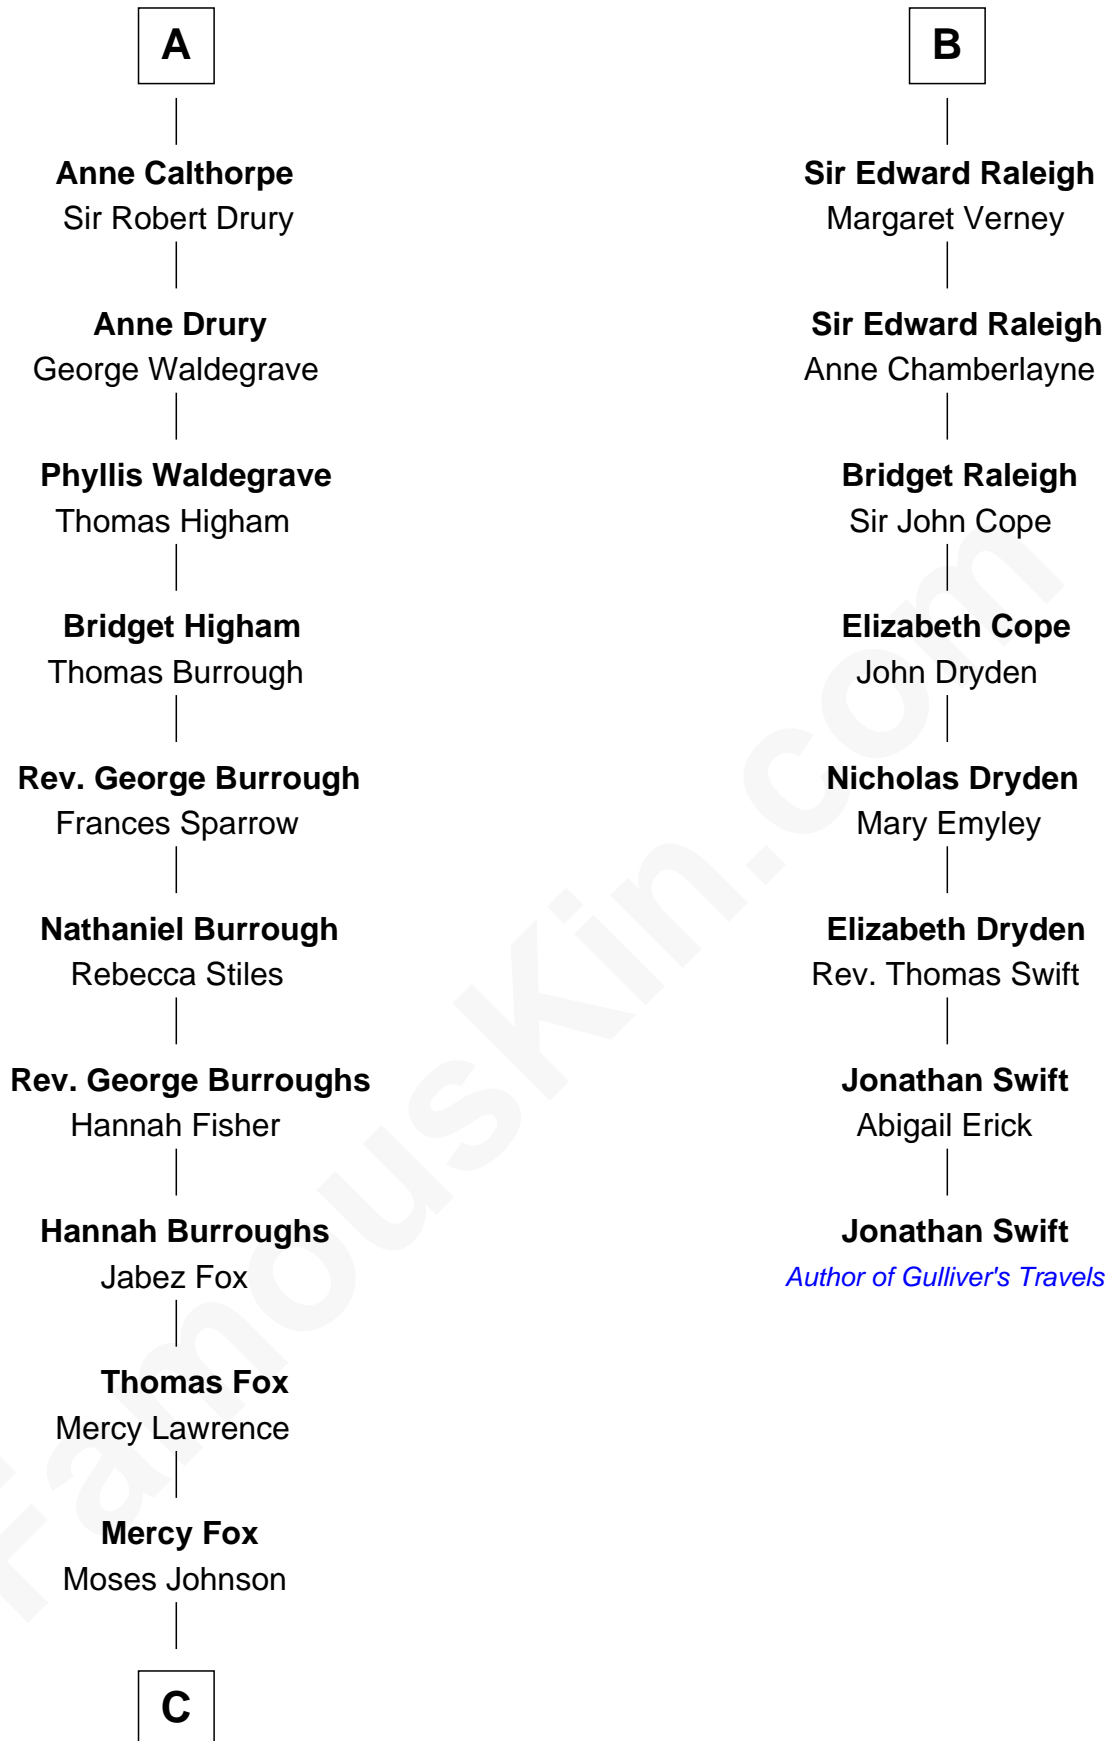 A
Anne Calthorpe
Sir Robert Drury
Anne Drury
George Waldegrave
Phyllis Waldegrave
Thomas Higham
Bridget Higham
Thomas Burrough
Rev. George Burrough
Frances Sparrow
Nathaniel Burrough
Rebecca Stiles
Rev. George Burroughs
Hannah Fisher
Hannah Burroughs
Jabez Fox
Thomas Fox
Mercy Lawrence
Mercy Fox
Moses Johnson
C
B
Sir Edward Raleigh
Margaret Verney
Sir Edward Raleigh
Anne Chamberlayne
Bridget Raleigh
Sir John Cope
Elizabeth Cope
John Dryden
Nicholas Dryden
Mary Emyley
Elizabeth Dryden
Rev. Thomas Swift
Jonathan Swift
Abigail Erick
Jonathan Swift
Author of Gulliver's Travels
FamousKin.com